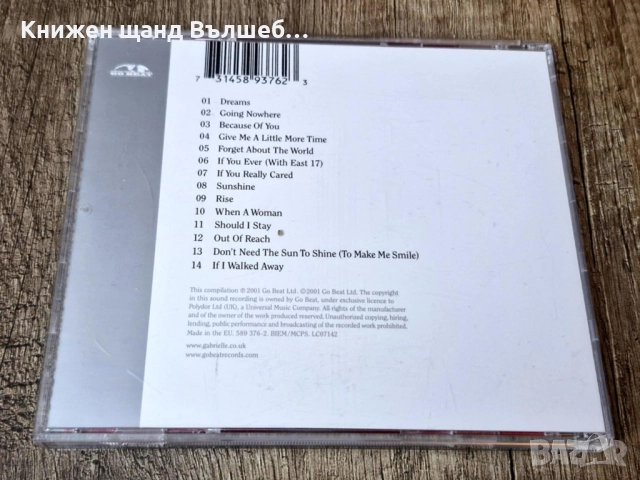 Книжен щанд Вълшеб...
GO BEAT
7 31458 93762 3
01 Dreams
02 Going Nowhere
03 Because Of You
04 Give Me A Little More Time
05 Forget About The World
06 If You Ever (With East 17)
07 If You Really Cared
08 Sunshine
09 Rise
10 When A Woman
11 Should I Stay
12 Out Of Reach
13 Don't Need The Sun To Shine (To Make Me Smile)
14 If I Walked Away
This compilation ℗ 2001 Go Beat Ltd. © 2001 Go Beat Ltd. The copyright
in this sound recording is owned by Go Beat, under exclusive licence to
Polydor Ltd (UK), a Universal Music Company. All rights of the manufacturer
and of the owner of the work produced reserved. Unauthorised copying, hiring,
lending, public performance and broadcasting of the recorded work prohibited.
Made in the EU. 589 376-2. BIEM/MCPS. LC07142
www.gabrielle.co.uk
www.gobeatrecords.com
BAZAR